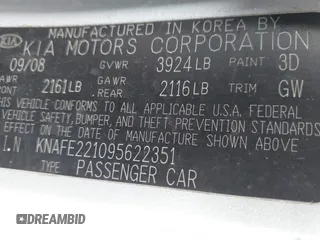 MANUFACTURED IN KOREA BY
KIA KIA MOTORS CORPORATION
09/08 GVWR 3924LB PAINT 3D
AWR 2161LB GAWR 2116LB TRIM GW
VEHICLE CONFORMS TO ALL APPLICABLE U.S.A. FEDERAL
VEHICLE SAFETY, BUMPER, AND THEFT PREVENTION STANDARDS
EFFECT ON THE DATE OF MANUFACTURE SHOWN ABOVE.
I.N KNAFE221095622351
TYPE PASSENGER CAR
DREAMBID